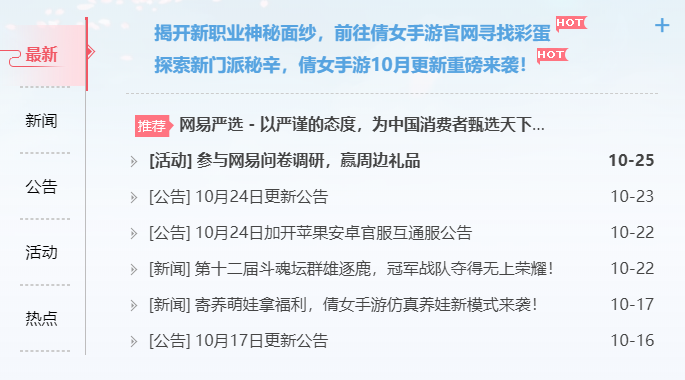 揭开新职业神秘面纱，前往倩女手游官网寻找彩蛋 HOT
+
探索新门派秘辛，倩女手游10月更新重磅来袭！ HOT
最新
新闻
公告
活动
热点
推荐 网易严选 - 以严谨的态度，为中国消费者甄选天下...
[活动] 参与网易问卷调研，赢周边礼品 10-25
[公告] 10月24日更新公告 10-23
[公告] 10月24日加开苹果安卓官服互通服公告 10-22
[新闻] 第十二届斗魂坛群雄逐鹿，冠军战队夺得无上荣耀！ 10-22
[新闻] 寄养萌娃拿福利，倩女手游仿真养娃新模式来袭！ 10-17
[公告] 10月17日更新公告 10-16